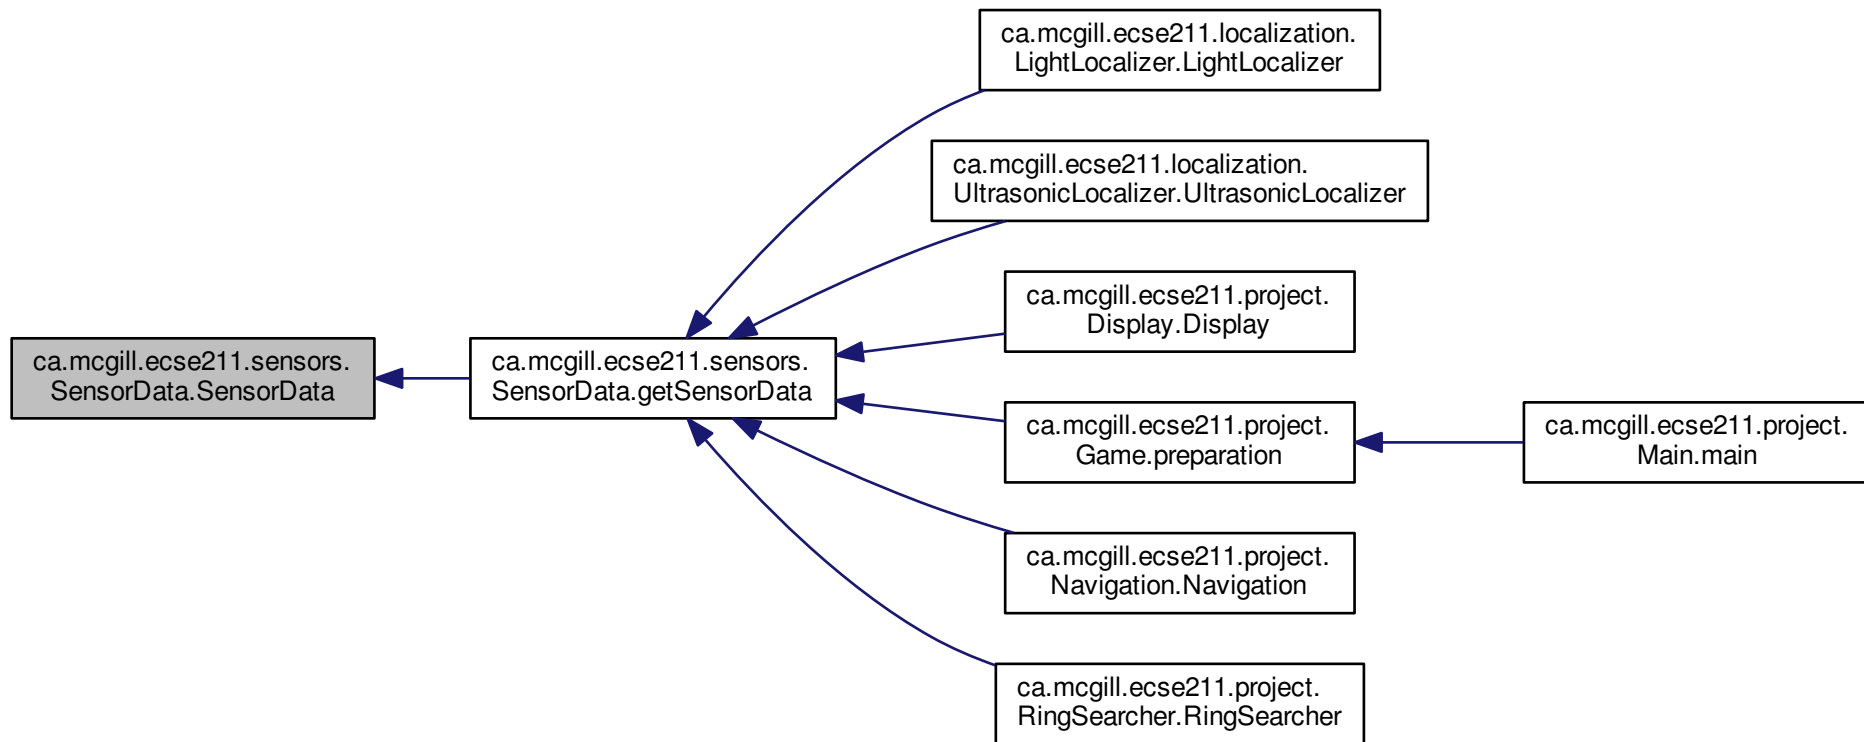 ca.mcgill.ecse211.localization.
LightLocalizer.LightLocalizer
ca.mcgill.ecse211.localization.
UltrasonicLocalizer.UltrasonicLocalizer
ca.mcgill.ecse211.project.
Display.Display
ca.mcgill.ecse211.sensors.
SensorData.SensorData
ca.mcgill.ecse211.sensors.
SensorData.getSensorData
ca.mcgill.ecse211.project.
Game.preparation
ca.mcgill.ecse211.project.
Main.main
ca.mcgill.ecse211.project.
Navigation.Navigation
ca.mcgill.ecse211.project.
RingSearcher.RingSearcher